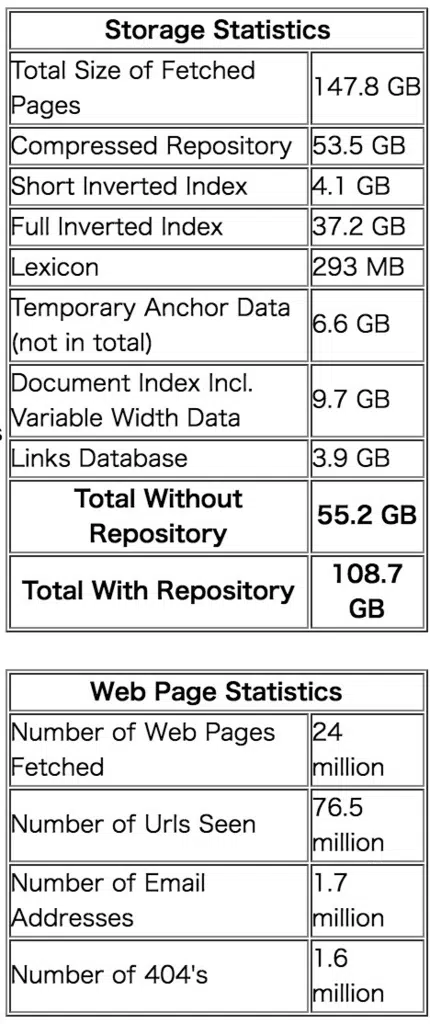 Storage Statistics
Total Size of Fetched
Pages
147.8 GB
Compressed Repository 53.5 GB
Short Inverted Index 4.1 GB
Full Inverted Index 37.2 GB
Lexicon 293 MB
Temporary Anchor Data
(not in total)
6.6 GB
Document Index Incl.
Variable Width Data
9.7 GB
Links Database 3.9 GB
Total Without
Repository
55.2 GB
Total With Repository
108.7
GB
Web Page Statistics
Number of Web Pages
Fetched
24
million
Number of Urls Seen
76.5
million
Number of Email
Addresses
1.7
million
Number of 404's
1.6
million